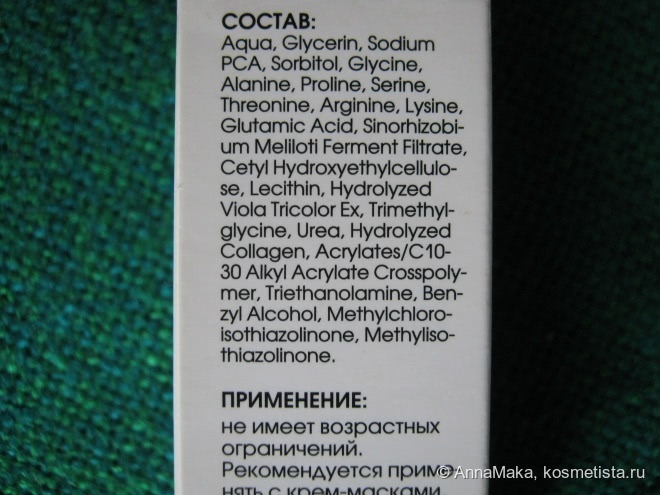 СОСТАВ:
Aqua, Glycerin, Sodium
PCA, Sorbitol, Glycine,
Alanine, Proline, Serine,
Threonine, Arginine, Lysine,
Glutamic Acid, Sinorhizobi-
um Meliloti Ferment Filtrate,
Cetyl Hydroxyethylcellulo-
se, Lecithin, Hydrolyzed
Viola Tricolor Ex, Trimethyl-
glycine, Urea, Hydrolyzed
Collagen, Acrylates/C10-
30 Alkyl Acrylate Crosspoly-
mer, Triethanolamine, Ben-
zyl Alcohol, Methylchloro-
isothiazolinone, Methyliso-
thiazolinone.
ПРИМЕНЕНИЕ:
не имеет возрастных
ограничений.
Рекомендуется приме-
нять с крем-масками
© AnnaMaka, kosmetista.ru